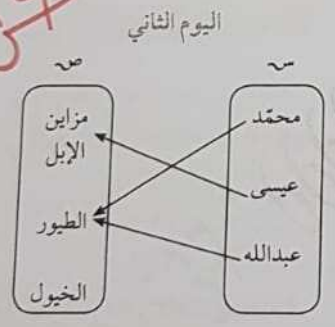 اليوم الثاني
س
ص
محمّد
عيسى
عبدالله
مزاين
الإبل
الطيور
الخيول